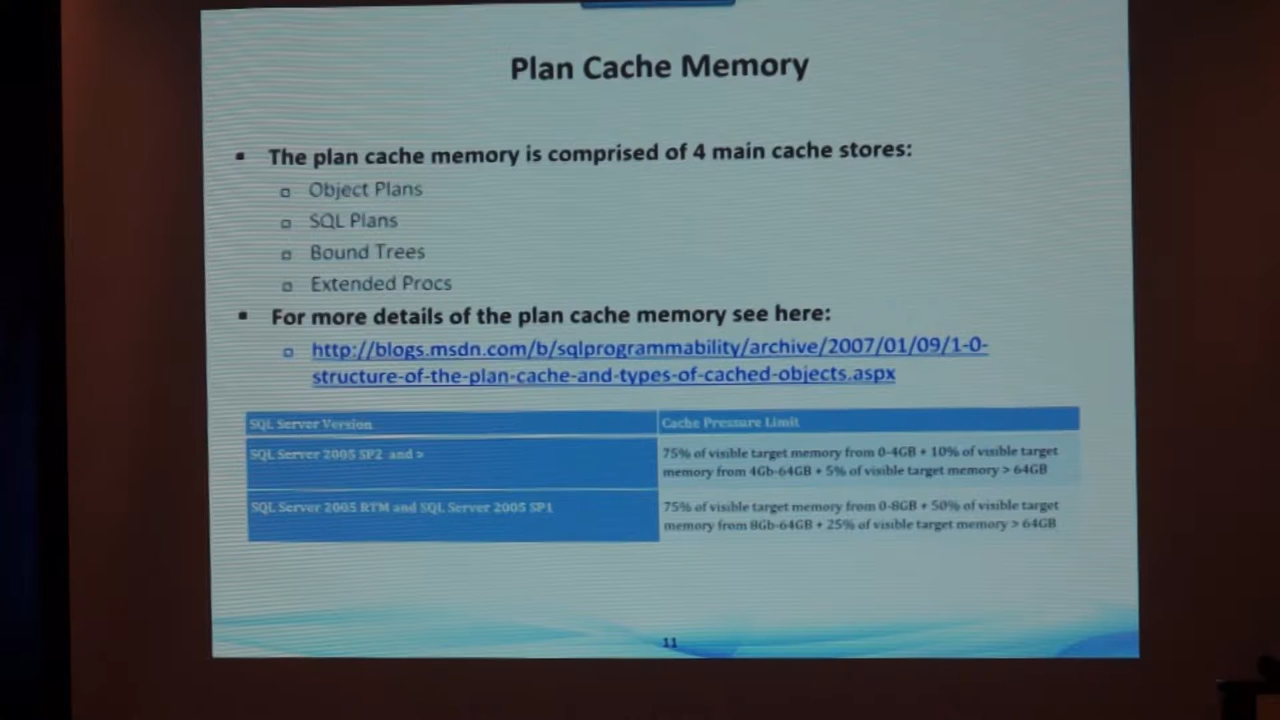 Plan Cache Memory
The plan cache memory is comprised of 4 main cache stores:
Object Plans
SQL Plans
Bound Trees
Extended Procs
For more details of the plan cache memory see here:
http://blogs.msdn.com/b/sqlprogrammability/archive/2007/01/09/1-0-
structure-of-the-plan-cache-and-types-of-cached-objects.aspx
SQL Server Version
Cache Pressure Limit
SQL Server 2005 SP2 and >
75% of visible target memory from 0-4GB + 10% of visible target
memory from 4Gb-64GB + 5% of visible target memory > 64GB
SQL Server 2005 RTM and SQL Server 2005 SP1
75% of visible target memory from 0-8GB + 50% of visible target
memory from 8Gb-64GB + 25% of visible target memory > 64GB
11